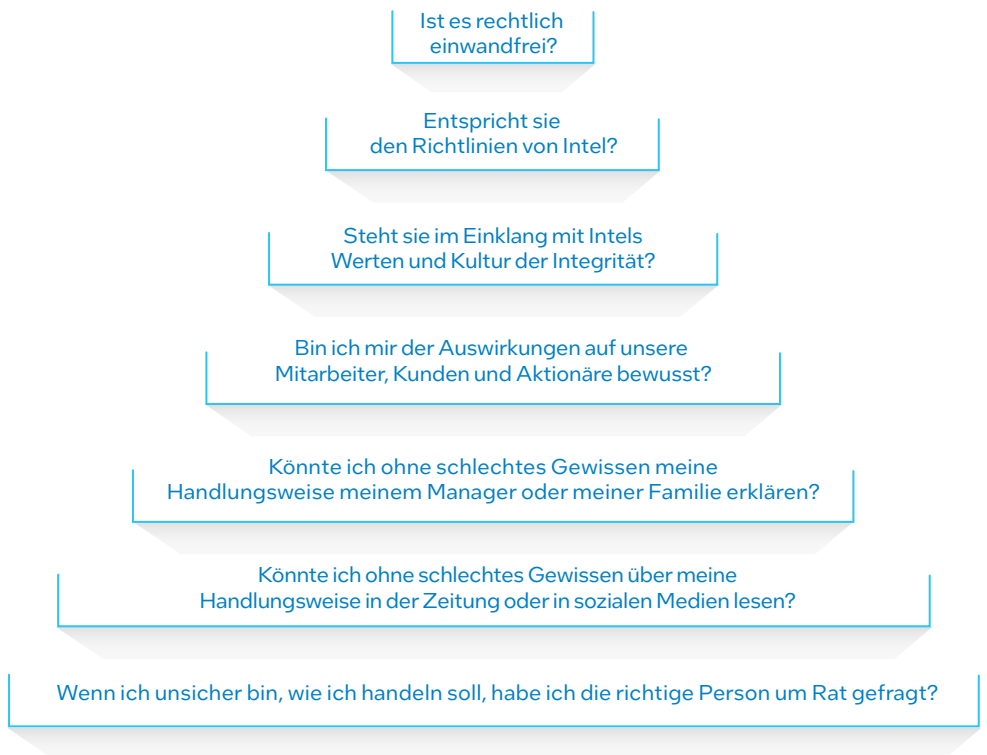 Ist es rechtlich
einwandfrei?
Entspricht sie
den Richtlinien von Intel?
Steht sie im Einklang mit Intels
Werten und Kultur der Integrität?
Bin ich mir der Auswirkungen auf unsere
Mitarbeiter, Kunden und Aktionäre bewusst?
Könnte ich ohne schlechtes Gewissen meine
Handlungsweise meinem Manager oder meiner Familie erklären?
Könnte ich ohne schlechtes Gewissen über meine
Handlungsweise in der Zeitung oder in sozialen Medien lesen?
Wenn ich unsicher bin, wie ich handeln soll, habe ich die richtige Person um Rat gefragt?